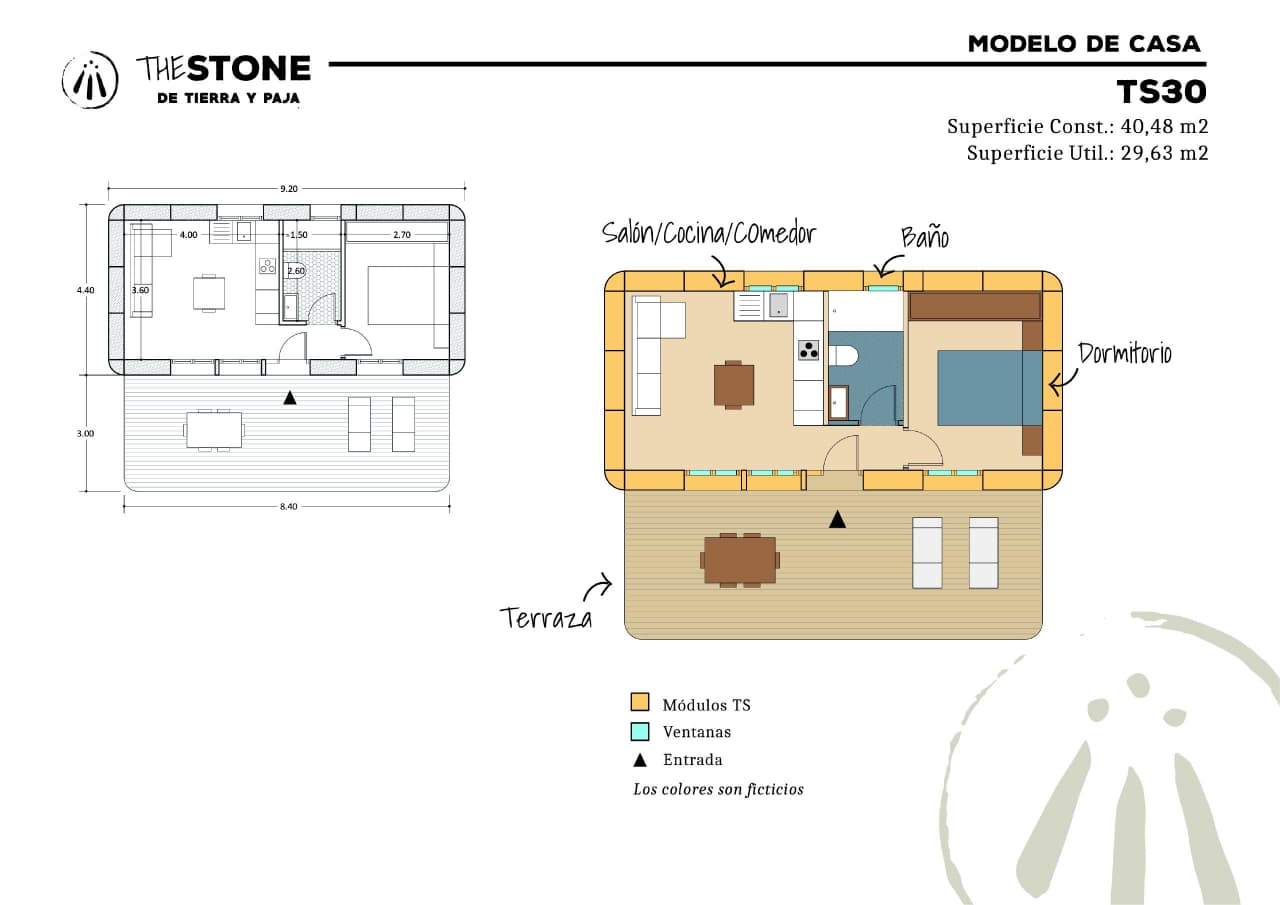 THESTONE
DE TIERRA Y PAJA
MODELO DE CASA
TS30
Superficie Const.: 40,48 m2
Superficie Util.: 29,63 m2
9.20
4.00
1.50
2.70
2.60
4.40
3.60
3.00
8.40
Salón/Cocina/COmedor
Baño
Dormitorio
Terraza
Módulos TS
Ventanas
Entrada
Los colores son ficticios